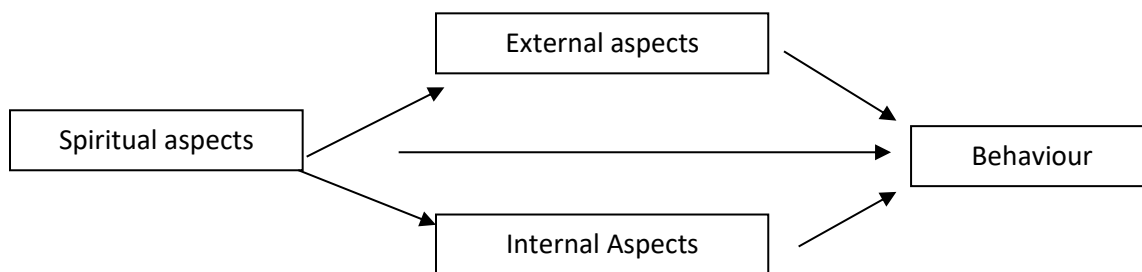 External aspects
Spiritual aspects
Behaviour
Internal Aspects